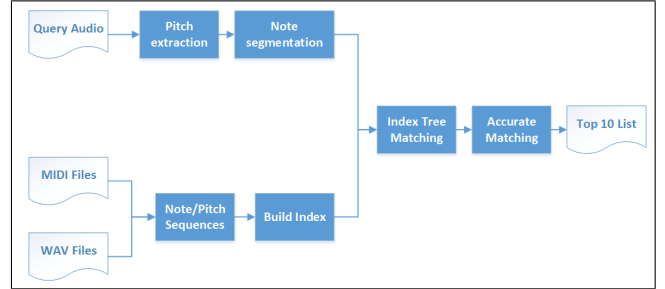 Query Audio
Pitch
extraction
Note
segmentation
Index Tree
Matching
Accurate
Matching
Top 10 List
MIDI Files
WAV Files
Note/Pitch
Sequences
Build Index